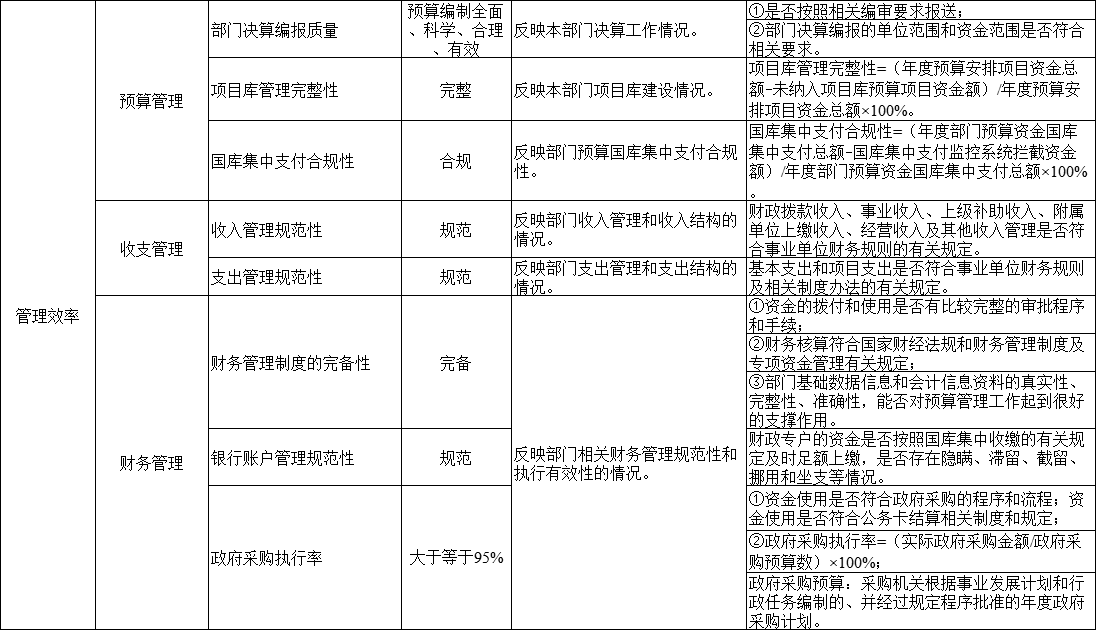 管理效率
预算管理
部门决算编报质量
预算编制全面
、科学、合理
、有效
反映本部门决算工作情况。
①是否按照相关编审要求报送；
②部门决算编报的单位范围和资金范围是否符合
相关要求。
项目库管理完整性
完整
反映本部门项目库建设情况。
项目库管理完整性=（年度预算安排项目资金总
额-未纳入项目库预算项目资金额）/年度预算安
排项目资金总额×100%。
国库集中支付合规性
合规
反映部门预算国库集中支付合规
性。
国库集中支付合规性=（年度部门预算资金国库
集中支付总额-国库集中支付监控系统拦截资金
额）/年度部门预算资金国库集中支付总额×100%
。
收支管理
收入管理规范性
规范
反映部门收入管理和收入结构的
情况。
财政拨款收入、事业收入、上级补助收入、附属
单位上缴收入、经营收入及其他收入管理是否符
合事业单位财务规则的有关规定。
支出管理规范性
规范
反映部门支出管理和支出结构的
情况。
基本支出和项目支出是否符合事业单位财务规则
及相关制度办法的有关规定。
财务管理
财务管理制度的完备性
完备
反映部门相关财务管理规范性和
执行有效性的情况。
①资金的拨付和使用是否有比较完整的审批程序
和手续；
②财务核算符合国家财经法规和财务管理制度及
专项资金管理有关规定；
③部门基础数据信息和会计信息资料的真实性、
完整性、准确性，能否对预算管理工作起到很好
的支撑作用。
银行账户管理规范性
规范
财政专户的资金是否按照国库集中收缴的有关规
定及时足额上缴，是否存在隐瞒、滞留、截留、
挪用和坐支等情况。
政府采购执行率
大于等于95%
①资金使用是否符合政府采购的程序和流程；资
金使用是否符合公务卡结算相关制度和规定；
②政府采购执行率=（实际政府采购金额/政府采
购预算数）×100%；
政府采购预算：采购机关根据事业发展计划和行
政任务编制的、并经过规定程序批准的年度政府
采购计划。